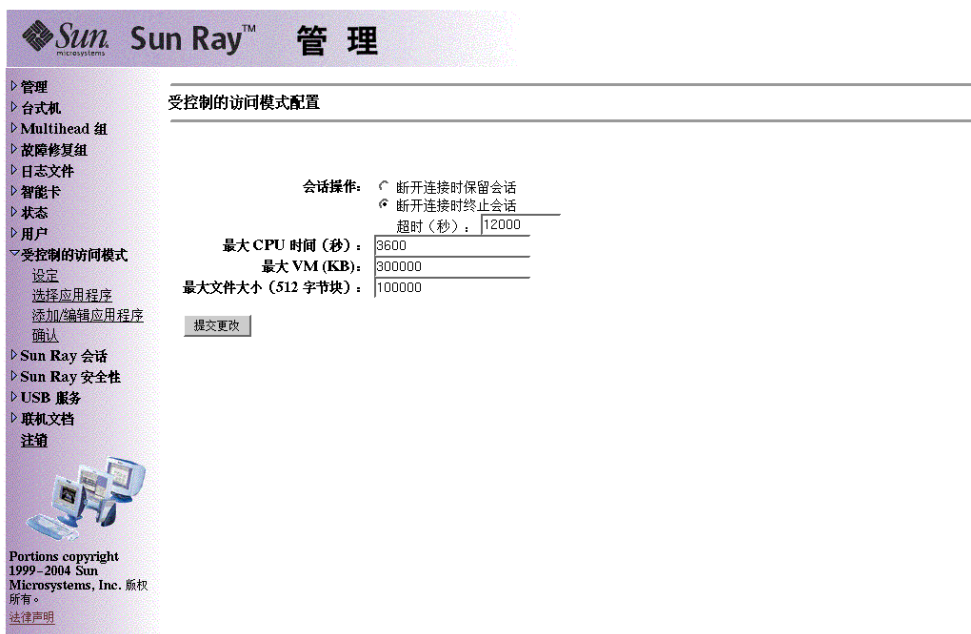 Sun microsystems Sun Ray™ 管 理
管理
台式机
Multihead 组
故障修复组
日志文件
智能卡
状态
用户
受控制的访问模式
设定
选择应用程序
添加/编辑应用程序
确认
Sun Ray 会话
Sun Ray 安全性
USB 服务
联机文档
注销
Portions copyright
1999-2004 Sun
Microsystems, Inc. 版权
所有。
法律声明
受控制的访问模式配置
会话操作： 断开连接时保留会话
断开连接时终止会话
超时（秒）： 12000
最大 CPU 时间（秒）： 3600
最大 VM (KB)： 300000
最大文件大小（512 字节块）： 100000
提交更改